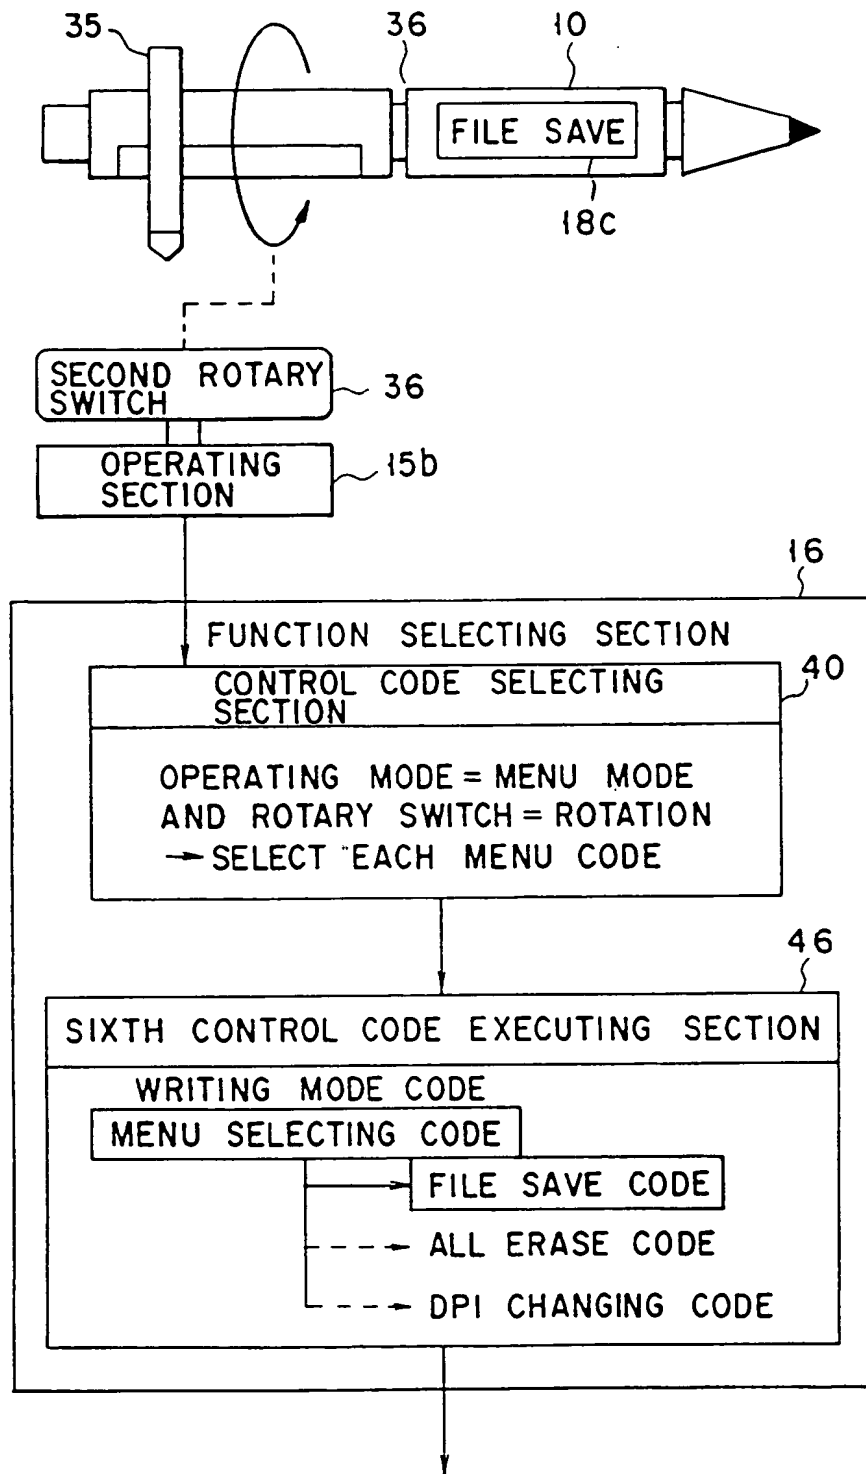 35
36
10
FILE SAVE
18c
SECOND ROTARY
SWITCH
36
OPERATING
SECTION
15b
16
FUNCTION SELECTING SECTION
CONTROL CODE SELECTING
SECTION
40
OPERATING MODE = MENU MODE
AND ROTARY SWITCH = ROTATION
→ SELECT EACH MENU CODE
46
SIXTH CONTROL CODE EXECUTING SECTION
WRITING MODE CODE
MENU SELECTING CODE
FILE SAVE CODE
ALL ERASE CODE
DPI CHANGING CODE